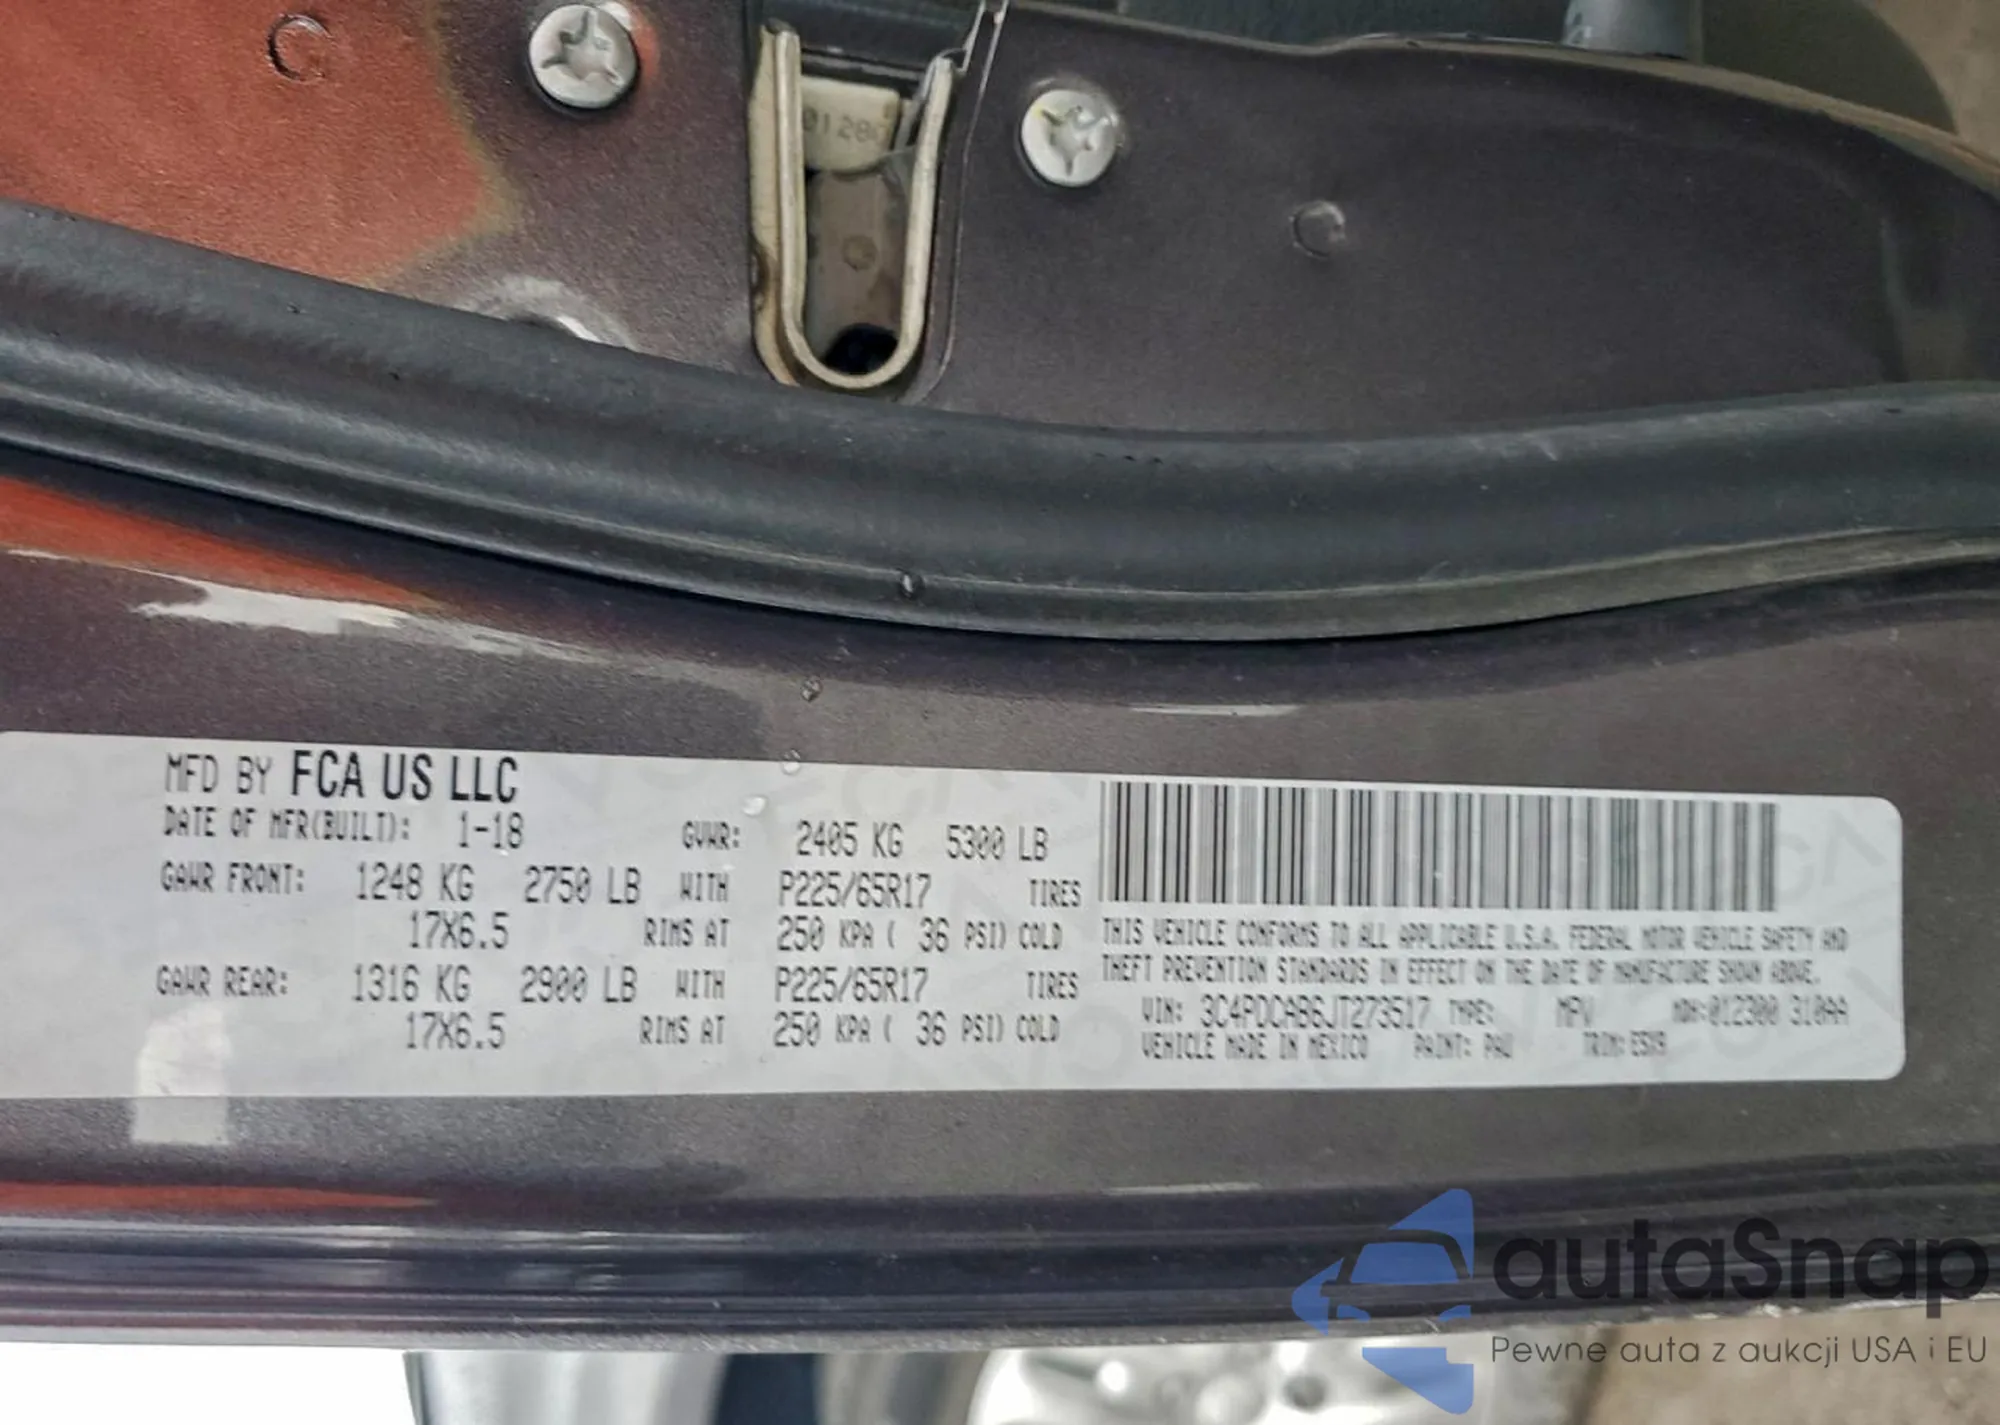 MFD BY FCA US LLC
DATE OF MFR(BUILT): 1-18 GVWR: 2405 KG 5300 LB
GAWR FRONT: 1248 KG 2750 LB WITH P225/65R17 TIRES
17X6.5 RIMS AT 250 KPA ( 36 PSI) COLD
GAWR REAR: 1316 KG 2900 LB WITH P225/65R17 TIRES
17X6.5 RIMS AT 250 KPA ( 36 PSI) COLD
THIS VEHICLE CONFORMS TO ALL APPLICABLE U.S.A. FEDERAL MOTOR VEHICLE SAFETY AND
THEFT PREVENTION STANDARDS IN EFFECT ON THE DATE OF MANUFACTURE SHOWN ABOVE.
VIN: 3C4PDCAB6JT273517 TYPE: MPV MDH:012300 310AA
VEHICLE MADE IN MEXICO PAINT: PAU TRIM:
autaSnap
Pewne auta z aukcji USA i EU